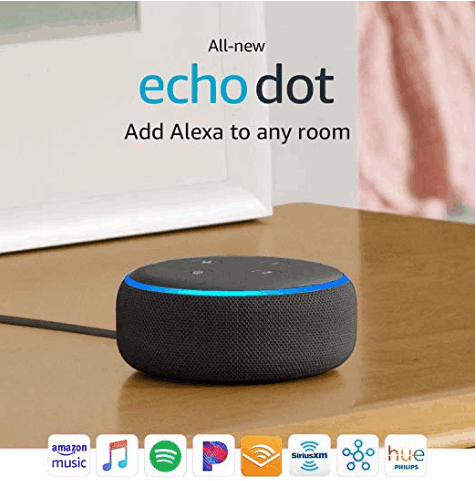 All-new
echo dot
Add Alexa to any room
amazon
music
SiriusXM
hue
PHILIPS